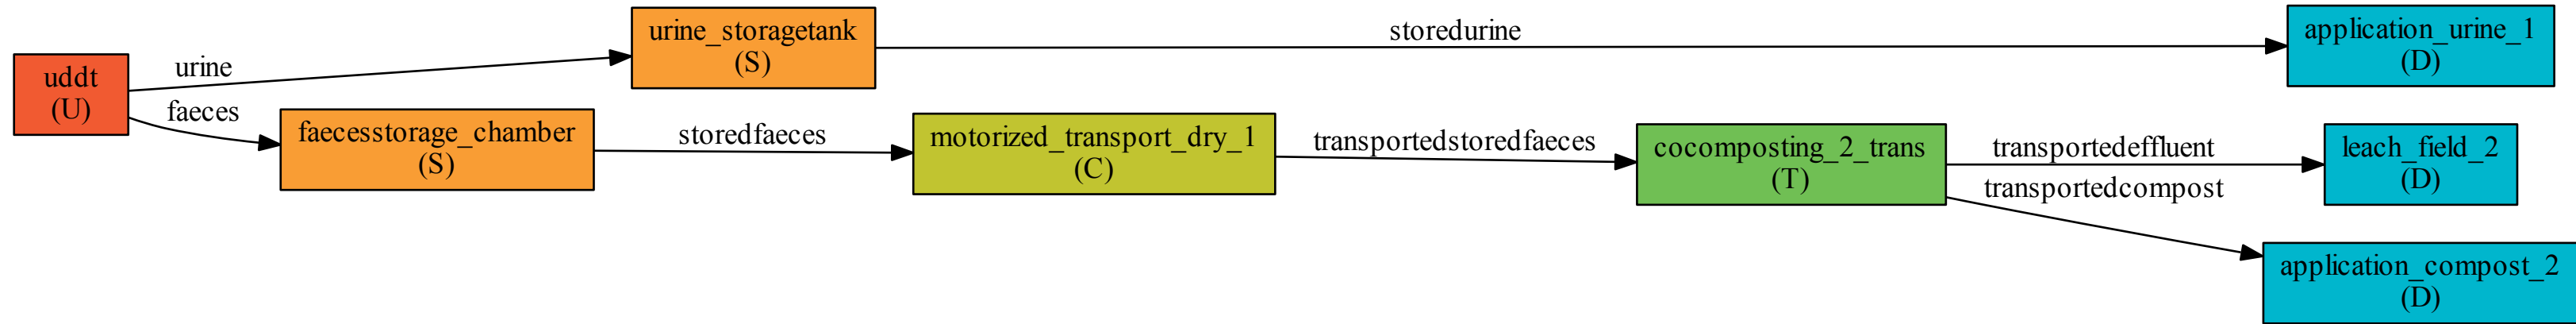 uddt
(U)
urine
faeces
urine_storagetank
(S)
faecesstorage_chamber
(S)
storedurine
storedfaeces
motorized_transport_dry_1
(C)
transportedstoredfaeces
cocomposting_2_trans
(T)
transportedeffluent
transportedcompost
application_urine_1
(D)
leach_field_2
(D)
application_compost_2
(D)